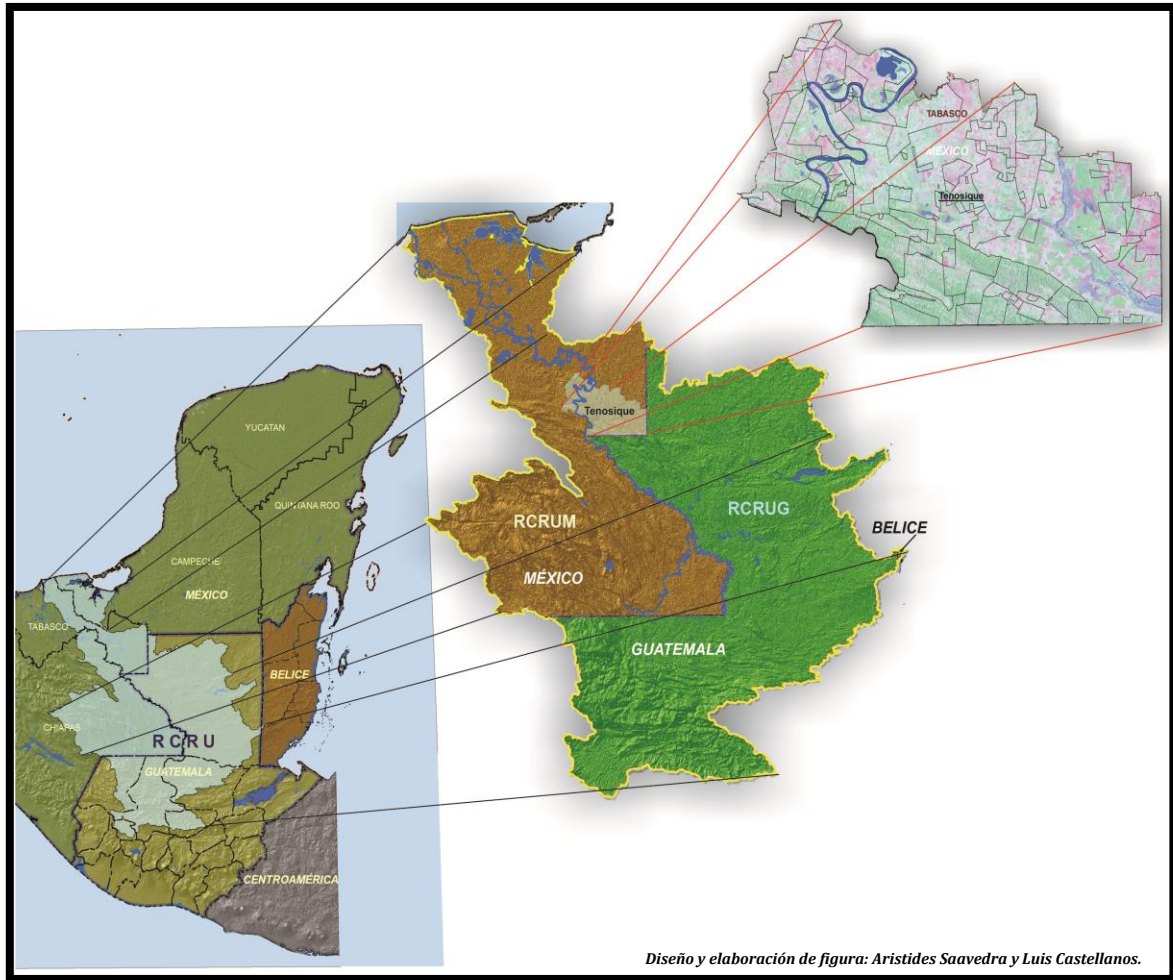 TABASCO
MÉXICO
Tenosique
Tenosique
RCRUM
MÉXICO
RCRUG
BELICE
GUATEMALA
YUCATAN
QUINTANA ROO
CAMPECHE
MÉXICO
TABASCO
BELICE
CHIAPAS
RCRU
GUATEMALA
CENTROAMÉRICA
Diseño y elaboración de figura: Aristides Saavedra y Luis Castellanos.